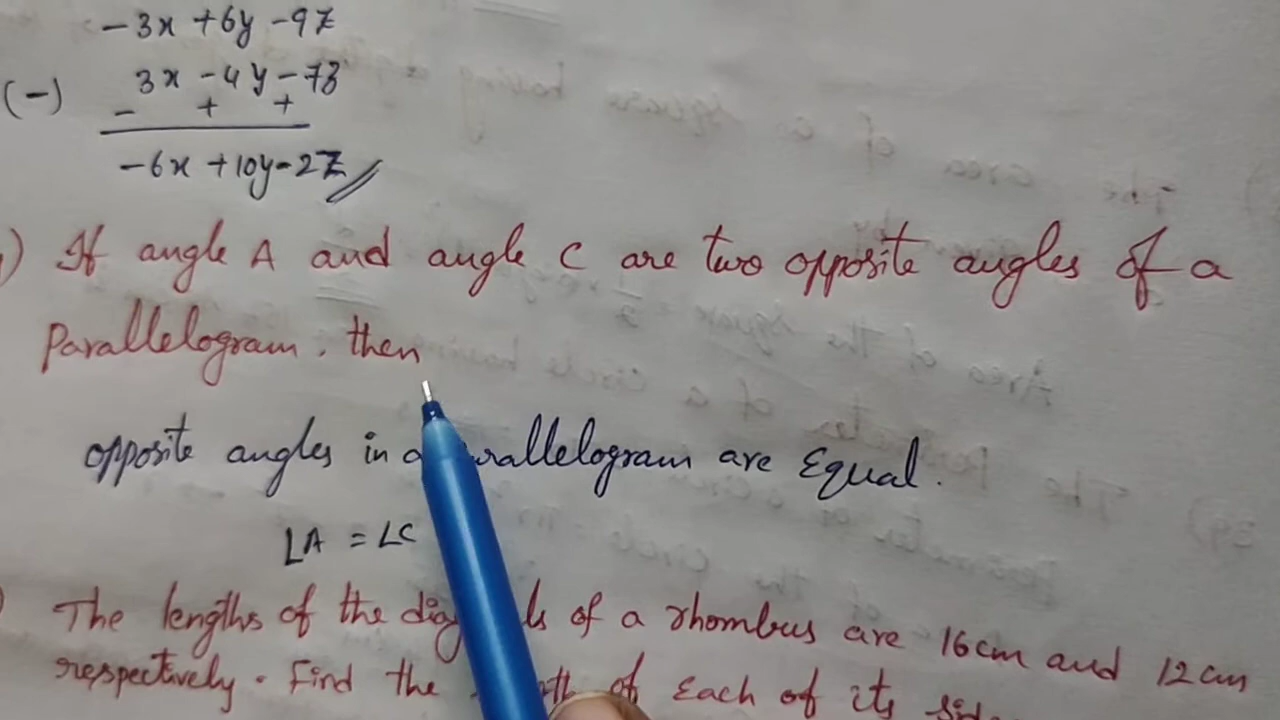 -3x +6y -9z
(-) 3x -4y -7z
- + +
-6x +10y -2z
) If angle A and angle C are two opposite angles of a
Parallelogram, then
opposite angles in a parallelogram are Equal.
∠A = ∠C
) The lengths of the diagonals of a rhombus are 16cm and 12cm
respectively. Find the of Each of its